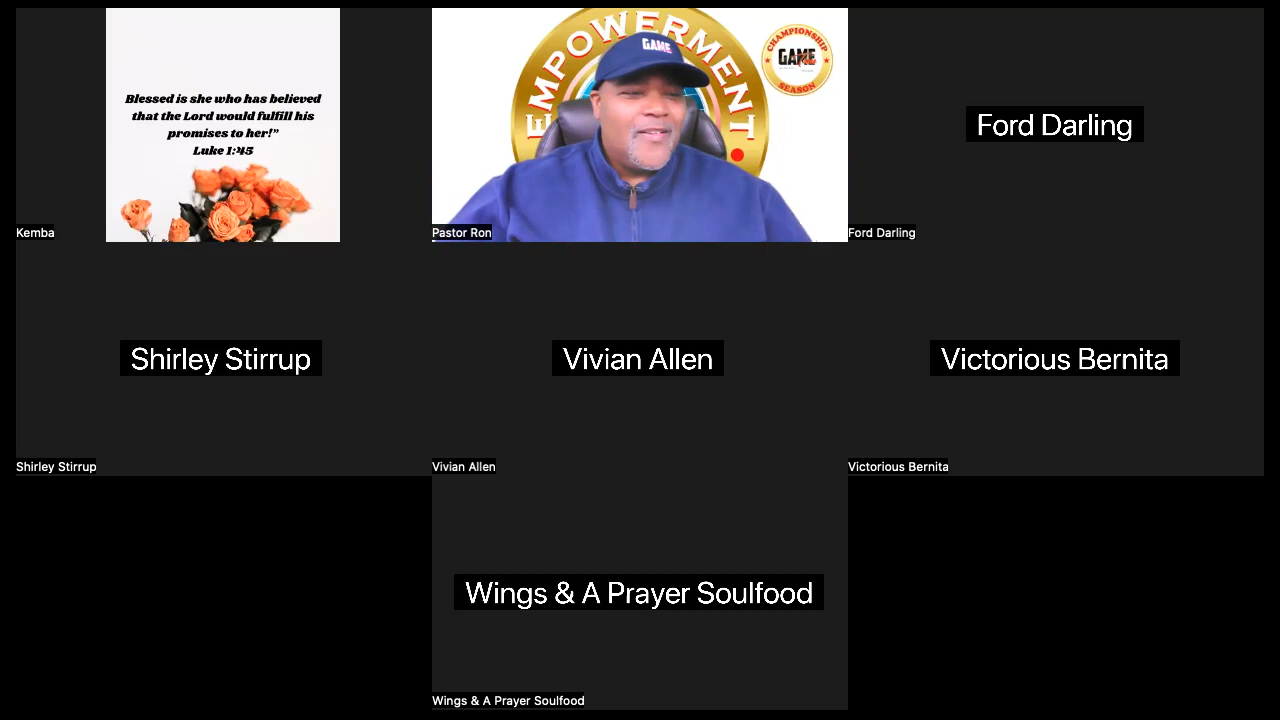 Blessed is she who has believed
that the Lord would fulfill his
promises to her!”
Luke 1:45
Kemba
EMPOWERMENT.
GAME
CHAMPIONSHIP
GAME
SEASON
Pastor Ron
Ford Darling
Ford Darling
Shirley Stirrup
Shirley Stirrup
Vivian Allen
Vivian Allen
Victorious Bernita
Victorious Bernita
Wings & A Prayer Soulfood
Wings & A Prayer Soulfood